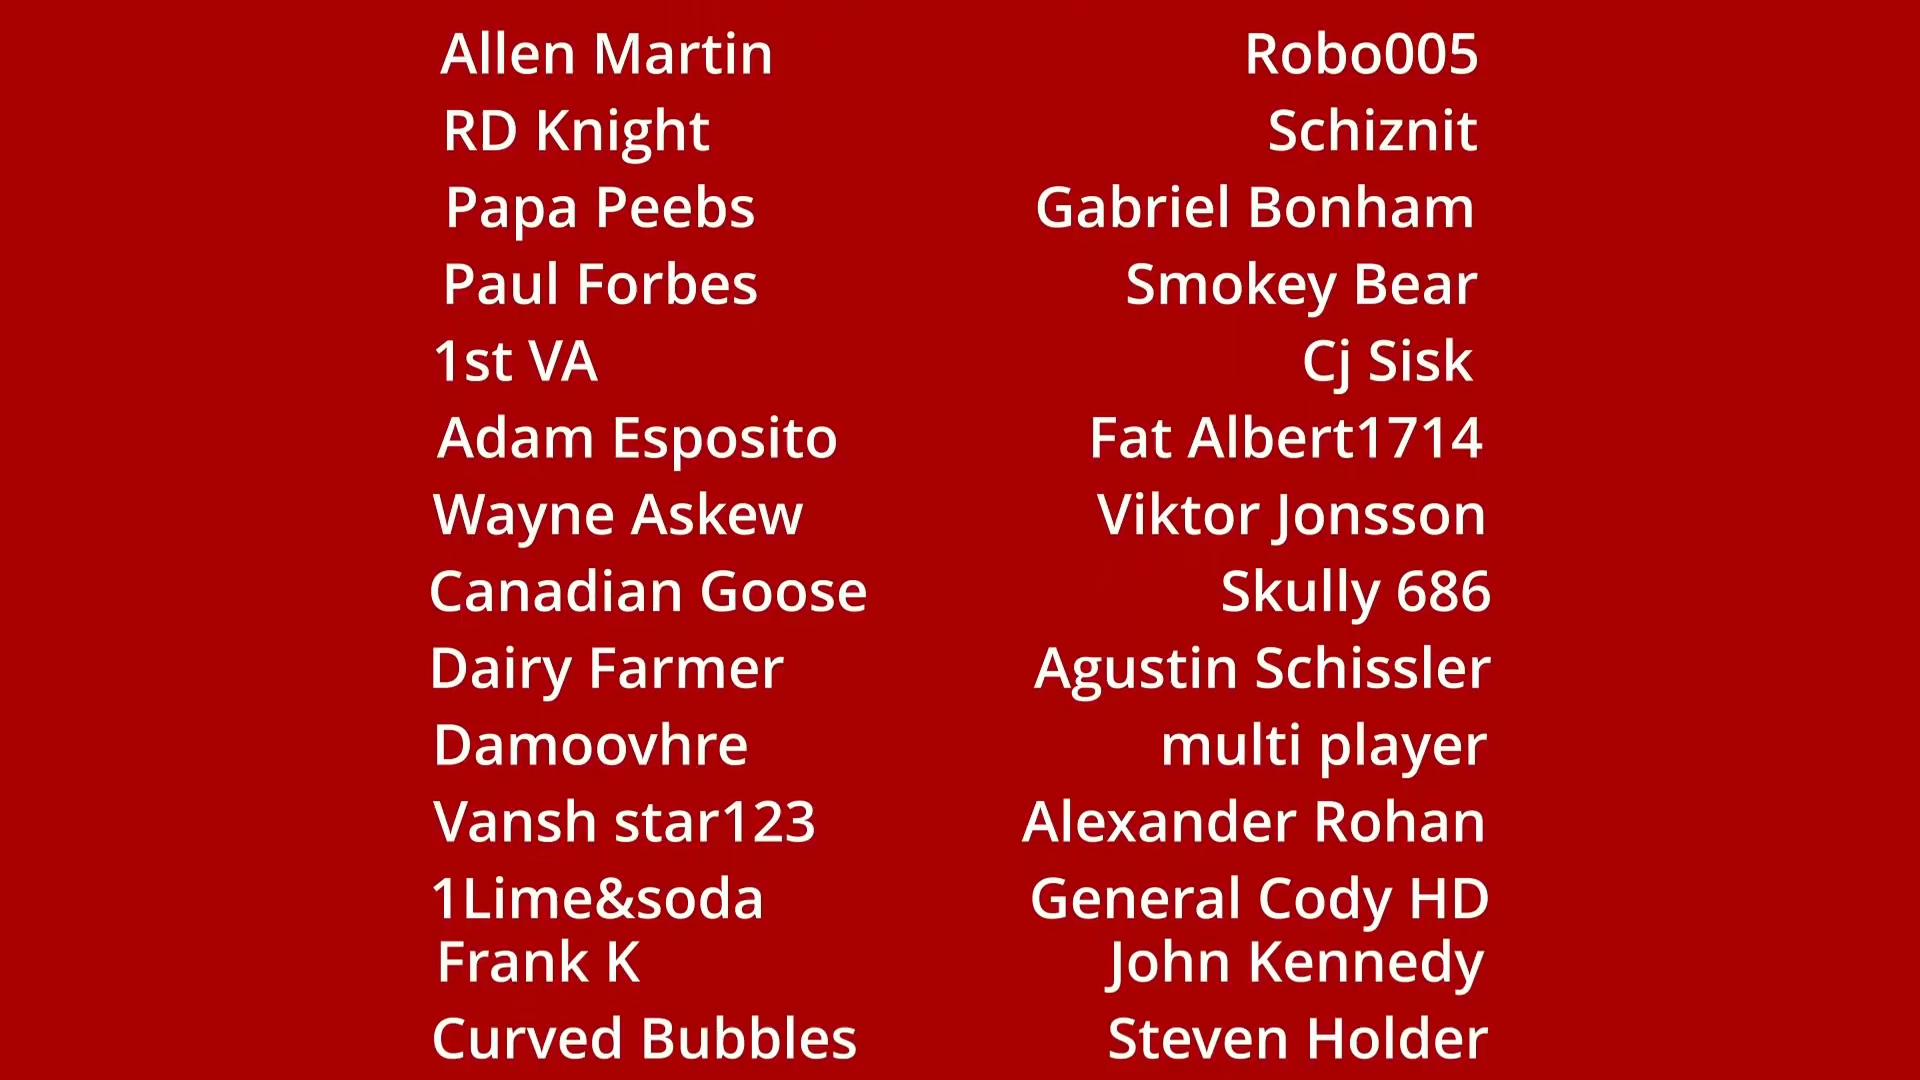 Allen Martin Robo005
RD Knight Schiznit
Papa Peebs Gabriel Bonham
Paul Forbes Smokey Bear
1st VA Cj Sisk
Adam Esposito Fat Albert1714
Wayne Askew Viktor Jonsson
Canadian Goose Skully 686
Dairy Farmer Agustin Schissler
Damoovhre multi player
Vansh star123 Alexander Rohan
1Lime&soda General Cody HD
Frank K John Kennedy
Curved Bubbles Steven Holder